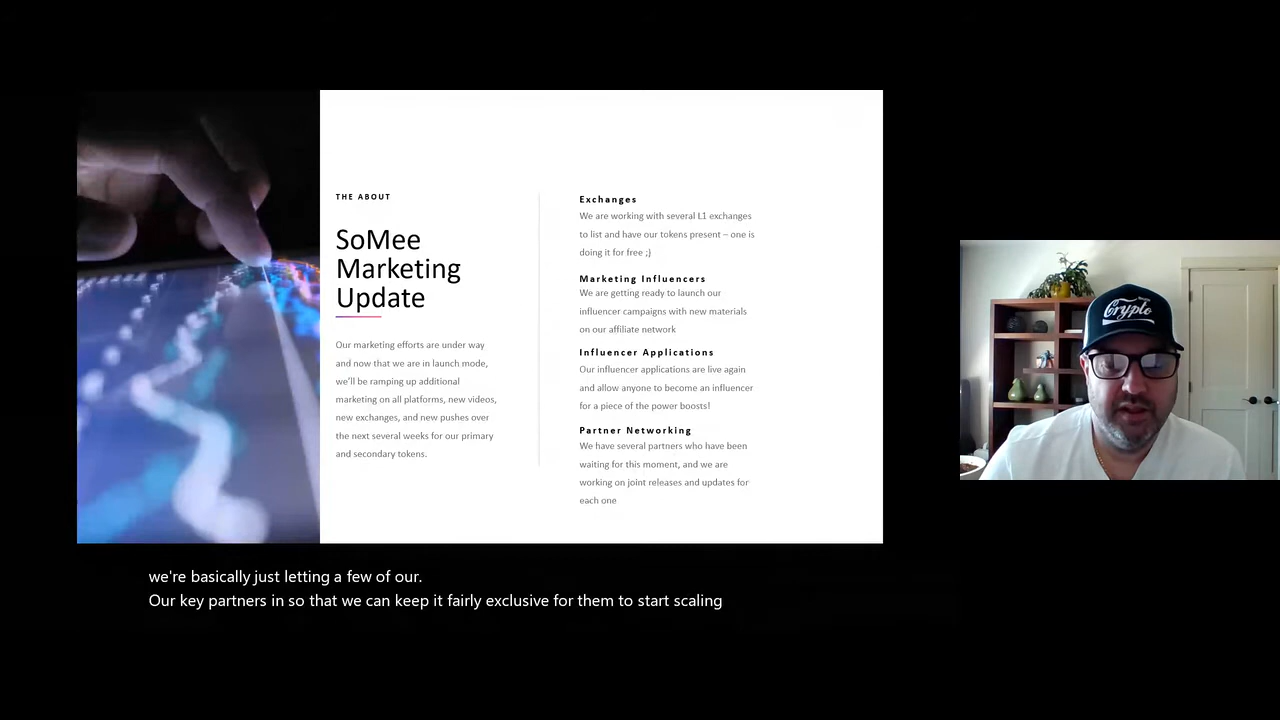 THE ABOUT
SoMee
Marketing
Update
Our marketing efforts are under way
and now that we are in launch mode,
we'll be ramping up additional
marketing on all platforms, new videos,
new exchanges, and new pushes over
the next several weeks for our primary
and secondary tokens.
Exchanges
We are working with several L1 exchanges
to list and have our tokens present – one is
doing it for free ;)
Marketing Influencers
We are getting ready to launch our
influencer campaigns with new materials
on our affiliate network
Influencer Applications
Our influencer applications are live again
and allow anyone to become an influencer
for a piece of the power boosts!
Partner Networking
We have several partners who have been
waiting for this moment, and we are
working on joint releases and updates for
each one
Crypto
we're basically just letting a few of our.
Our key partners in so that we can keep it fairly exclusive for them to start scaling